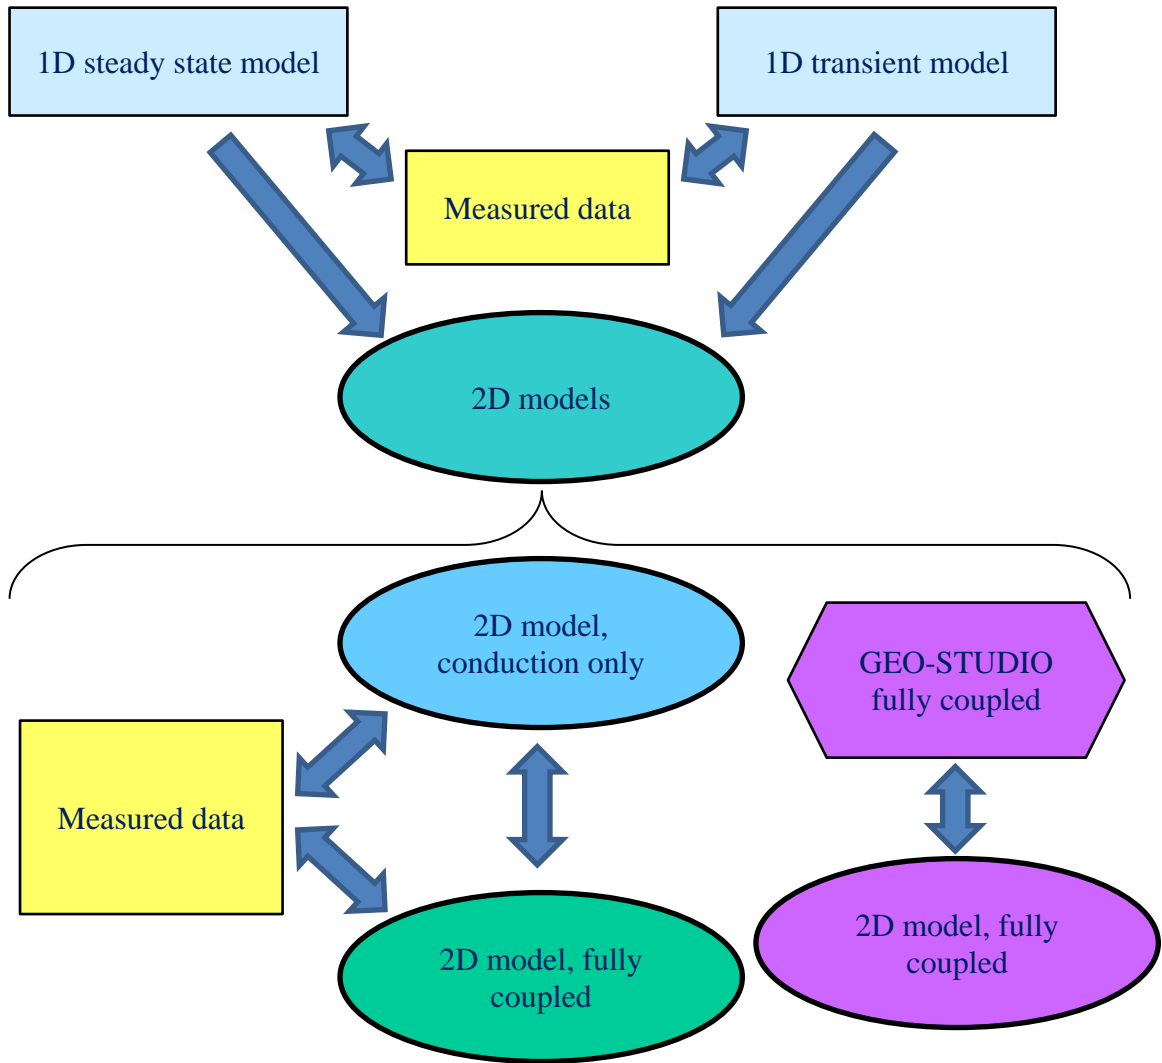 1D steady state model
1D transient model
Measured data
2D models
2D model,
conduction only
GEO-STUDIO
fully coupled
Measured data
2D model, fully
coupled
2D model, fully
coupled